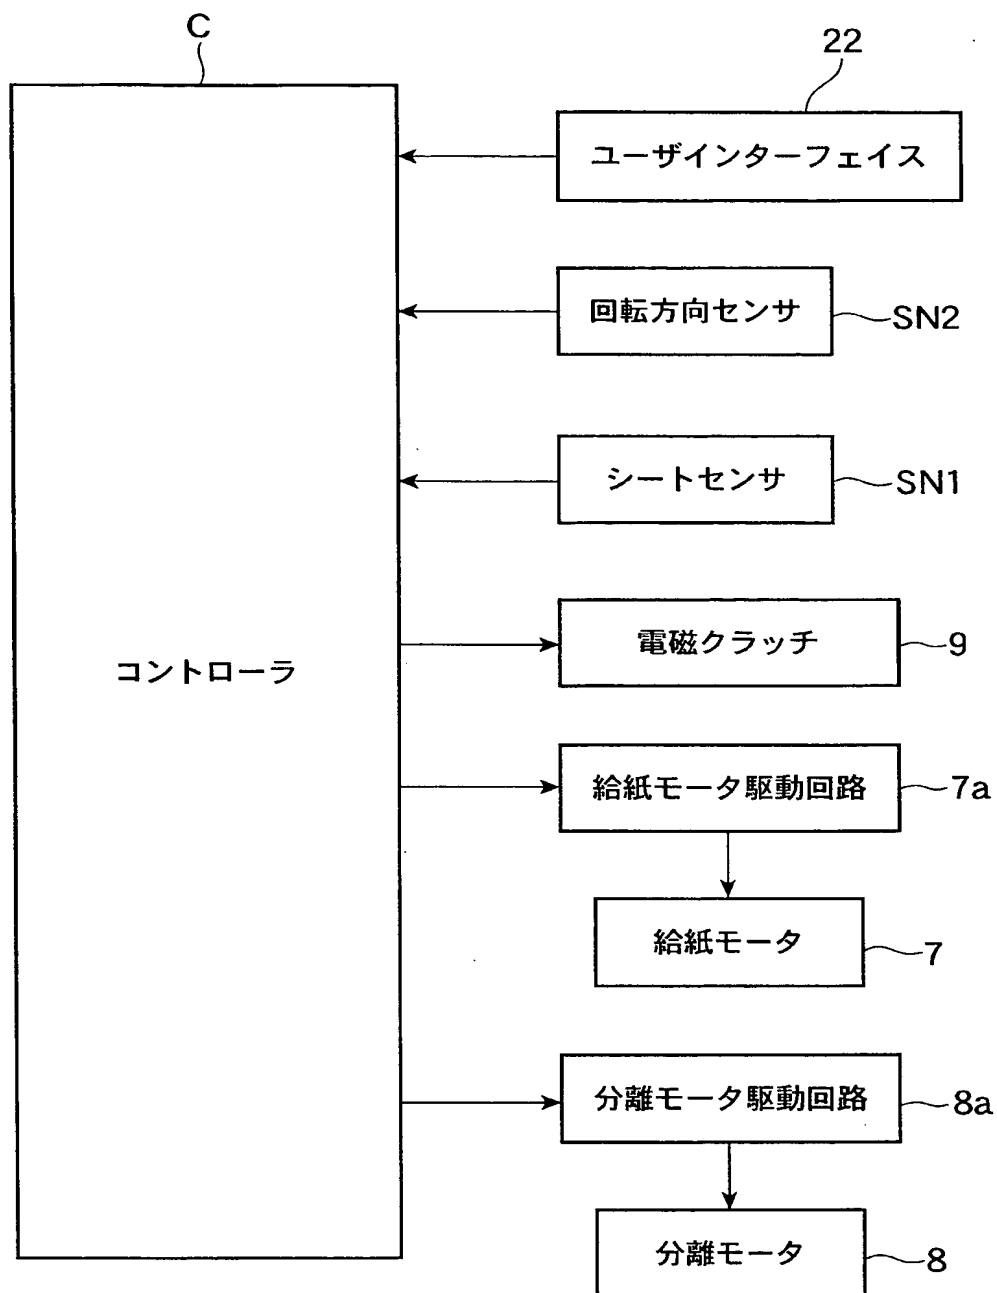 C
22
ユーザインターフェイス
回転方向センサ
SN2
シートセンサ
SN1
電磁クラッチ
9
コントローラ
給紙モータ駆動回路
7a
給紙モータ
7
分離モータ駆動回路
8a
分離モータ
8